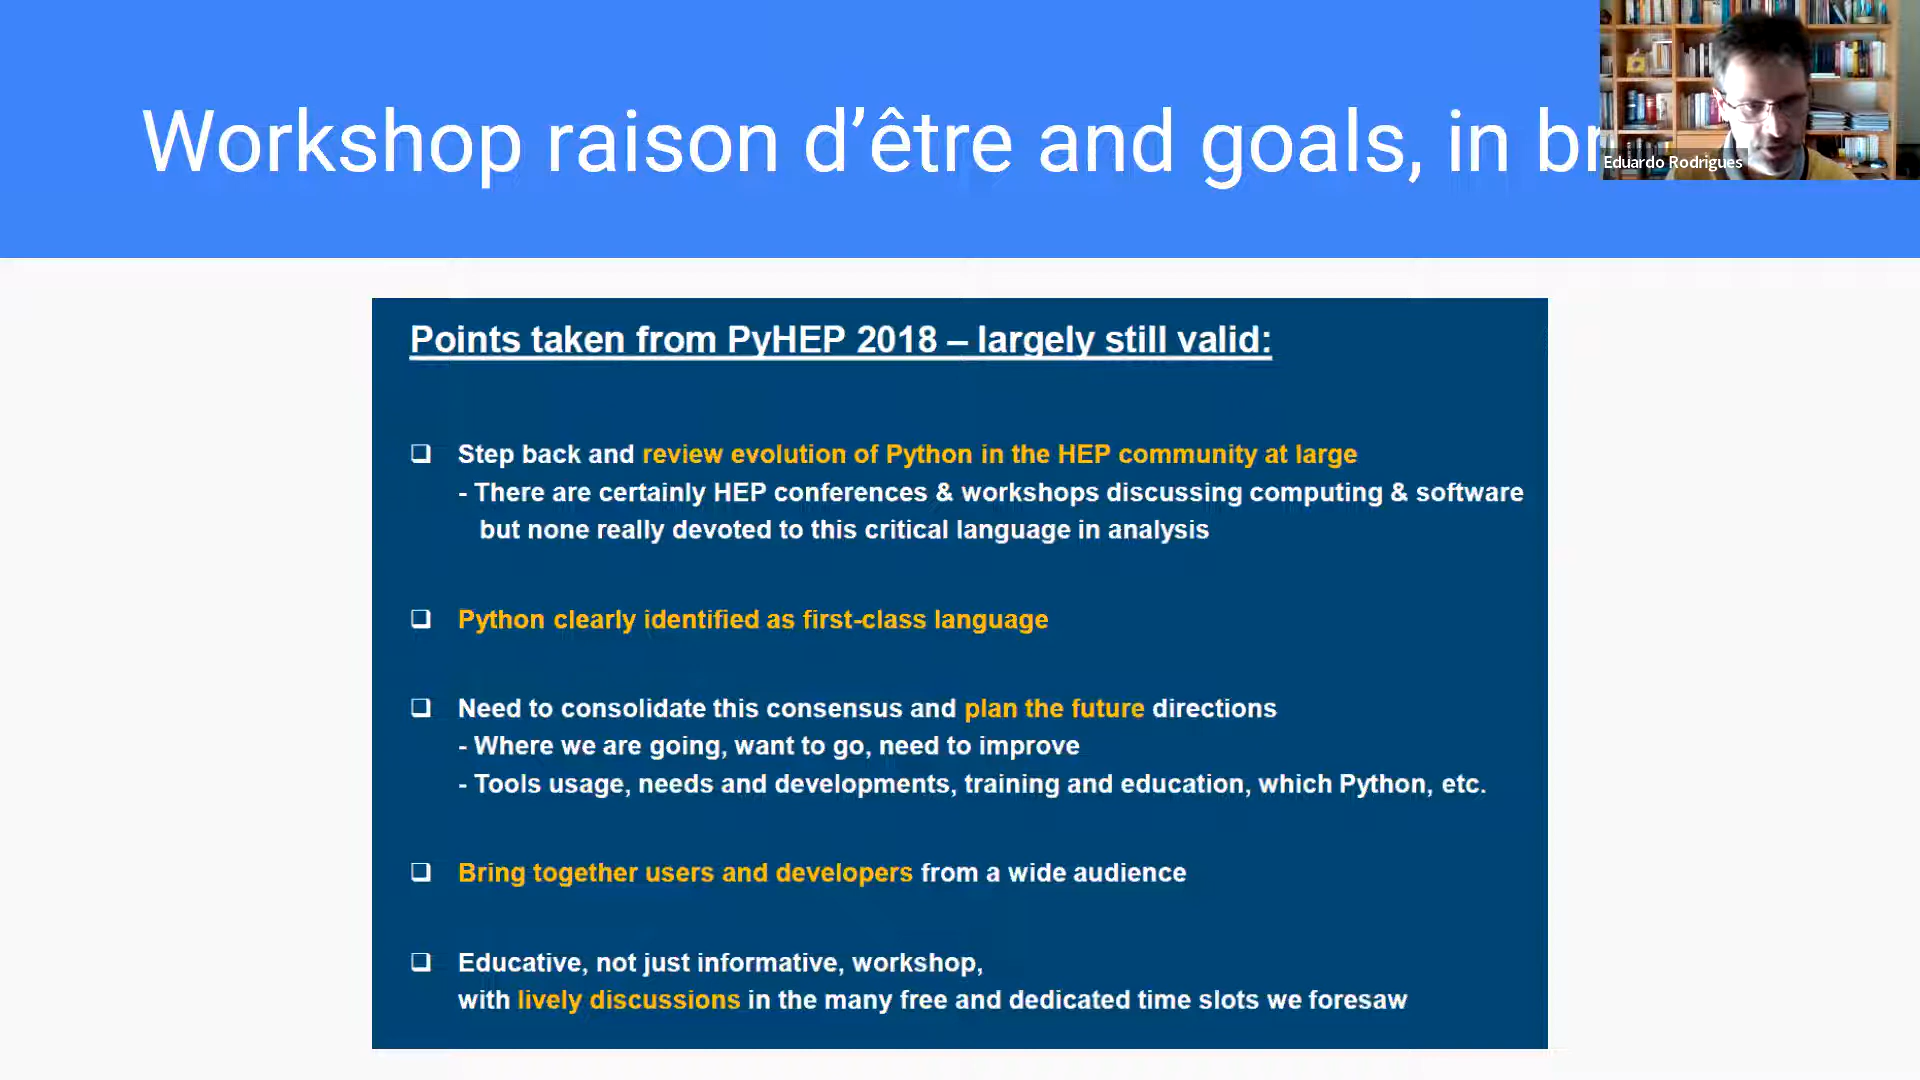 Workshop raison d’être and goals, in br
Eduardo Rodrigues
Points taken from PyHEP 2018 – largely still valid:
❑ Step back and review evolution of Python in the HEP community at large
- There are certainly HEP conferences & workshops discussing computing & software
but none really devoted to this critical language in analysis
❑ Python clearly identified as first-class language
❑ Need to consolidate this consensus and plan the future directions
- Where we are going, want to go, need to improve
- Tools usage, needs and developments, training and education, which Python, etc.
❑ Bring together users and developers from a wide audience
❑ Educative, not just informative, workshop,
with lively discussions in the many free and dedicated time slots we foresaw